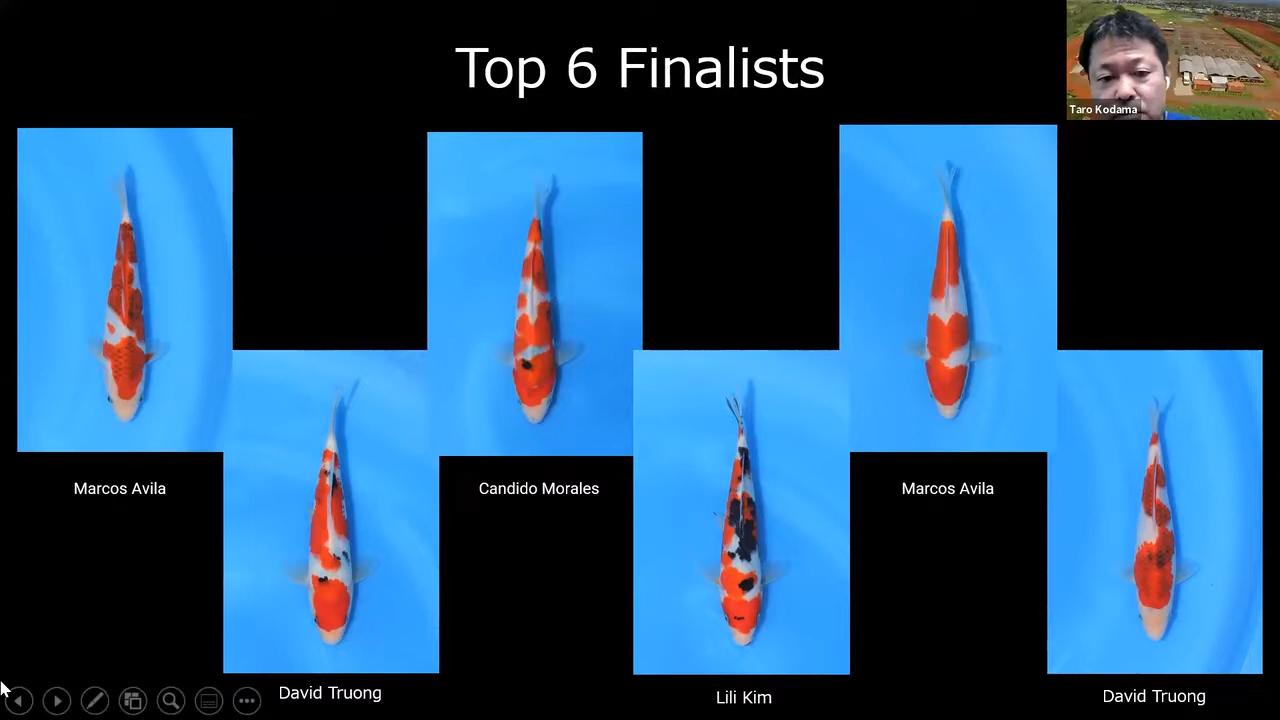 Top 6 Finalists
Taro Kodama
Marcos Avila
Candido Morales
Marcos Avila
David Truong
Lili Kim
David Truong